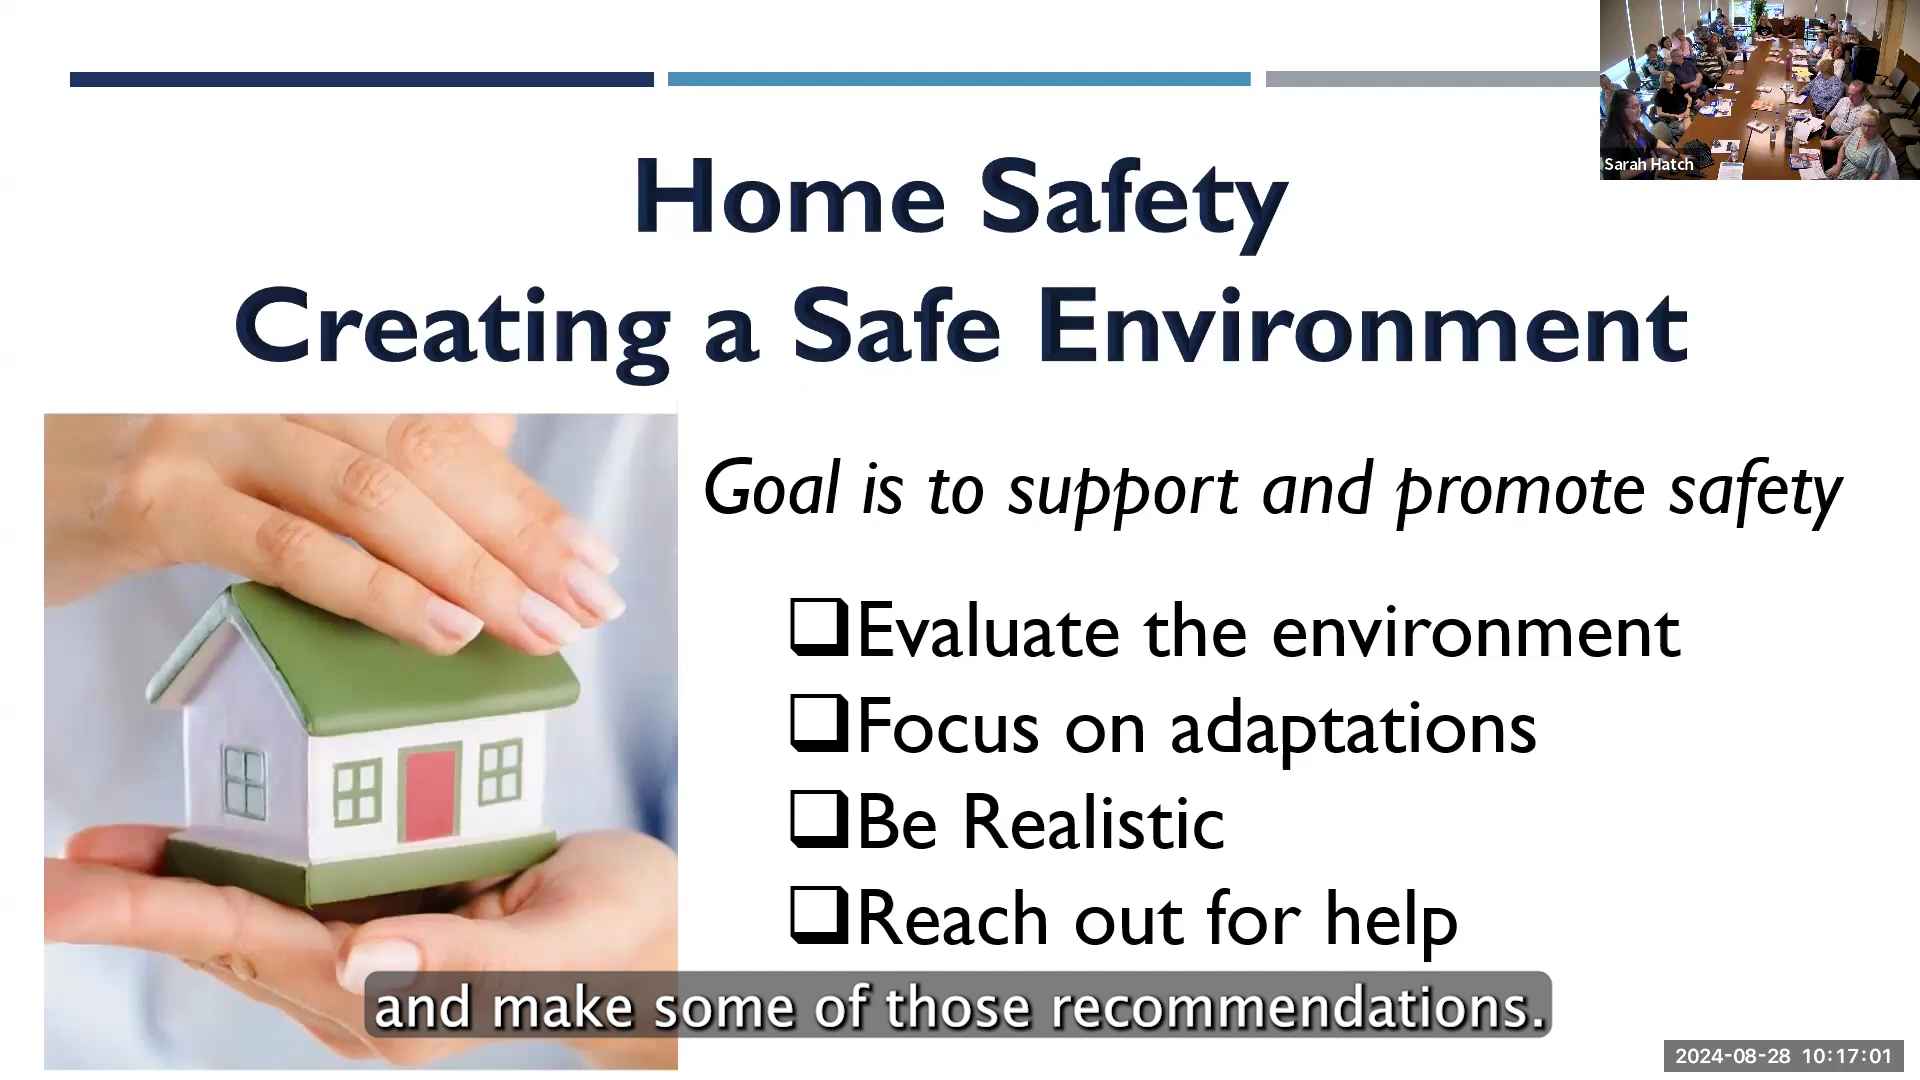 Sarah Hatch
Home Safety
Creating a Safe Environment
Goal is to support and promote safety
❑Evaluate the environment
❑Focus on adaptations
❑Be Realistic
❑Reach out for help
and make some of those recommendations.
2024-08-28 10:17:01